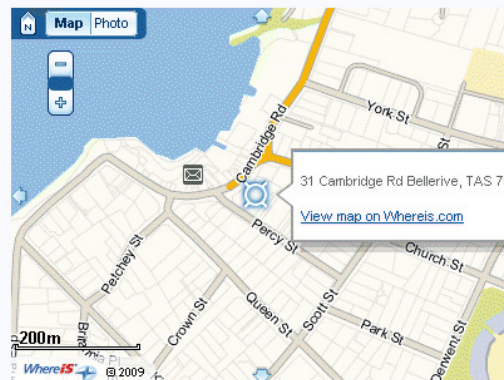 N
Map Photo
York St
Cambridge Rd
31 Cambridge Rd Bellerive, TAS 7
View map on Whereis.com
Percy St
Church St
Petchey St
Scott St
Queen St
Crown St
Park St
Derwent St
200m
WhereiS
© 2009